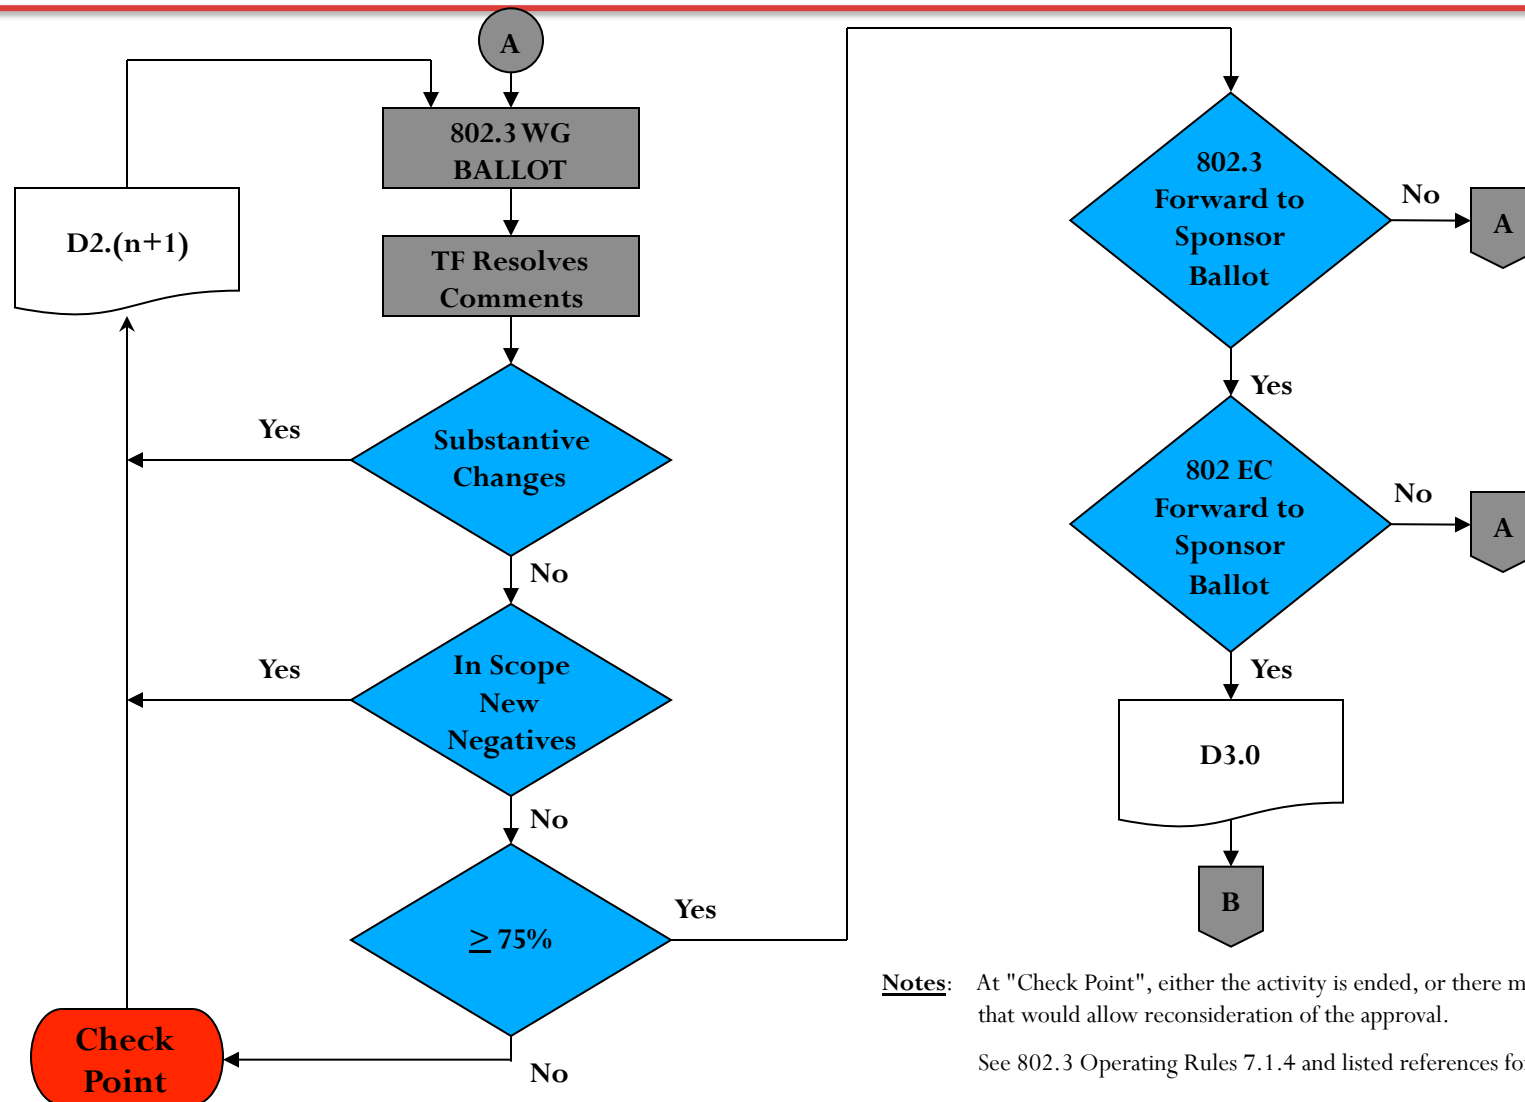 A
802.3 WG
BALLOT
D2.(n+1)
TF Resolves
Comments
Yes
Substantive
Changes
No
Yes
In Scope
New
Negatives
No
≥ 75%
Yes
No
Check
Point
802.3
Forward to
Sponsor
Ballot
No
A
Yes
802 EC
Forward to
Sponsor
Ballot
No
A
Yes
D3.0
B
Notes: At "Check Point", either the activity is ended, or there
that would allow reconsideration of the approval.
See 802.3 Operating Rules 7.1.4 and listed references